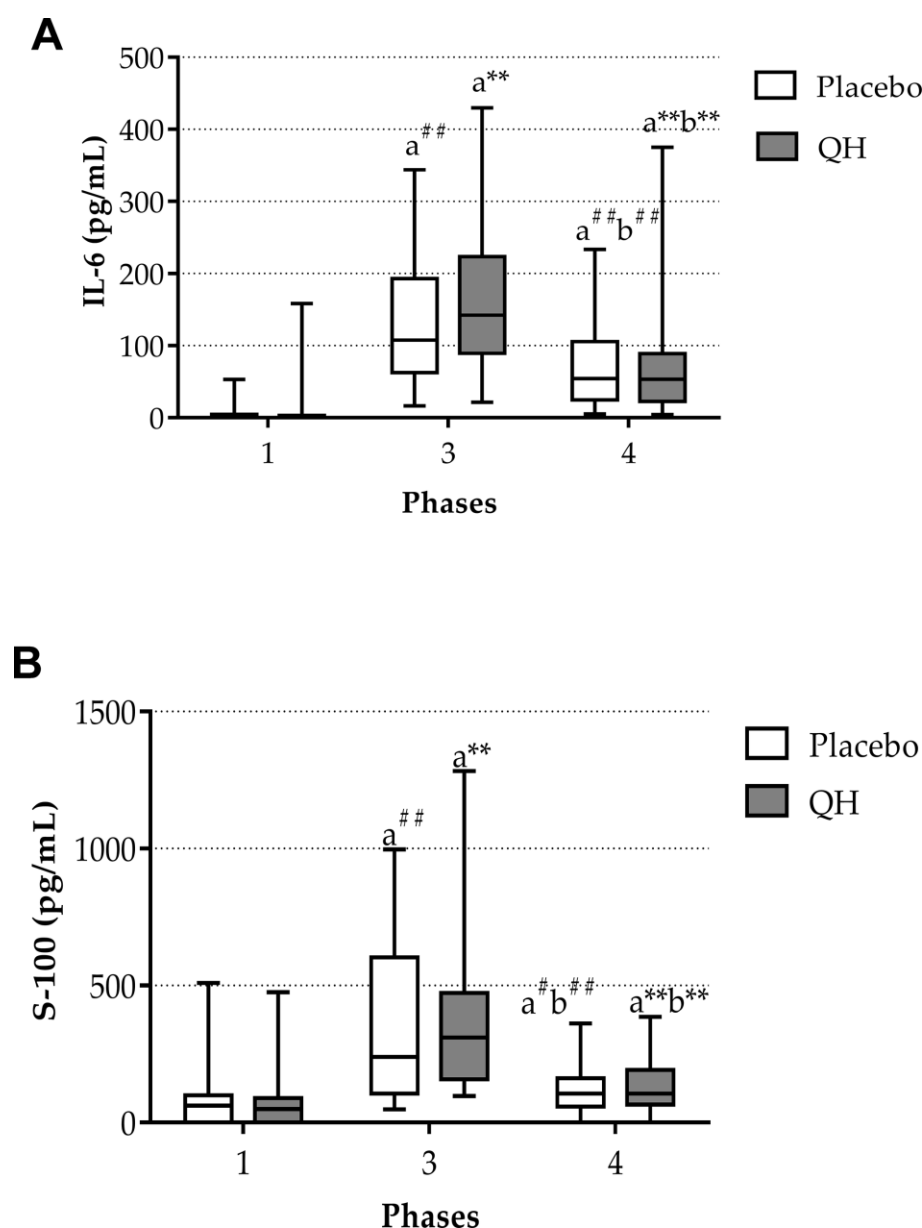 A
IL-6 (pg/mL)
500
400
300
200
100
0
a##
a**
a##b##
a**b**
Placebo
QH
1 3 4
Phases
B
S-100 (pg/mL)
1500
1000
500
0
a##
a**
a#b##
a**b**
Placebo
QH
1 3 4
Phases